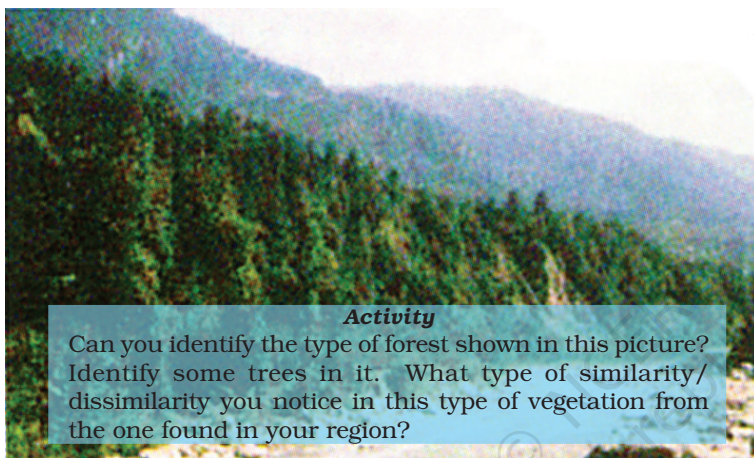 Activity
Can you identify the type of forest shown in this picture?
Identify some trees in it. What type of similarity/
dissimilarity you notice in this type of vegetation from
the one found in your region?